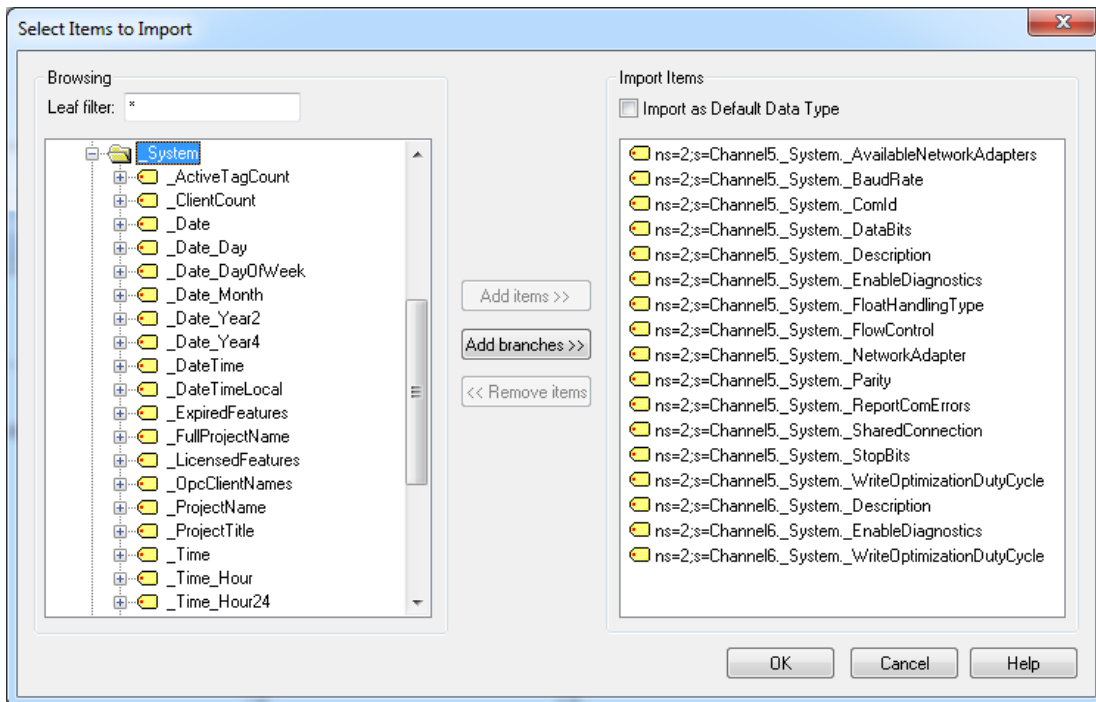 Select Items to Import
Browsing
Leaf filter: *
_System
_ActiveTagCount
_ClientCount
_Date
_Date_Day
_Date_DayOfWeek
_Date_Month
_Date_Year2
_Date_Year4
_DateTime
_DateTimeLocal
_ExpiredFeatures
_FullProjectName
_LicensedFeatures
_OpcClientNames
_ProjectName
_ProjectTitle
_Time
_Time_Hour
_Time_Hour24
Add items >>
Add branches >>
<< Remove items
Import Items
Import as Default Data Type
ns=2;s=Channel5._System._AvailableNetworkAdapters
ns=2;s=Channel5._System._BaudRate
ns=2;s=Channel5._System._ComId
ns=2;s=Channel5._System._DataBits
ns=2;s=Channel5._System._Description
ns=2;s=Channel5._System._EnableDiagnostics
ns=2;s=Channel5._System._FloatHandlingType
ns=2;s=Channel5._System._FlowControl
ns=2;s=Channel5._System._NetworkAdapter
ns=2;s=Channel5._System._Parity
ns=2;s=Channel5._System._ReportComErrors
ns=2;s=Channel5._System._SharedConnection
ns=2;s=Channel5._System._StopBits
ns=2;s=Channel5._System._WriteOptimizationDutyCycle
ns=2;s=Channel6._System._Description
ns=2;s=Channel6._System._EnableDiagnostics
ns=2;s=Channel6._System._WriteOptimizationDutyCycle
OK
Cancel
Help